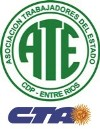 ASOCIACION TRABAJADORES DEL ESTADO
ATE
CDP - ENTRE RIOS
CTA